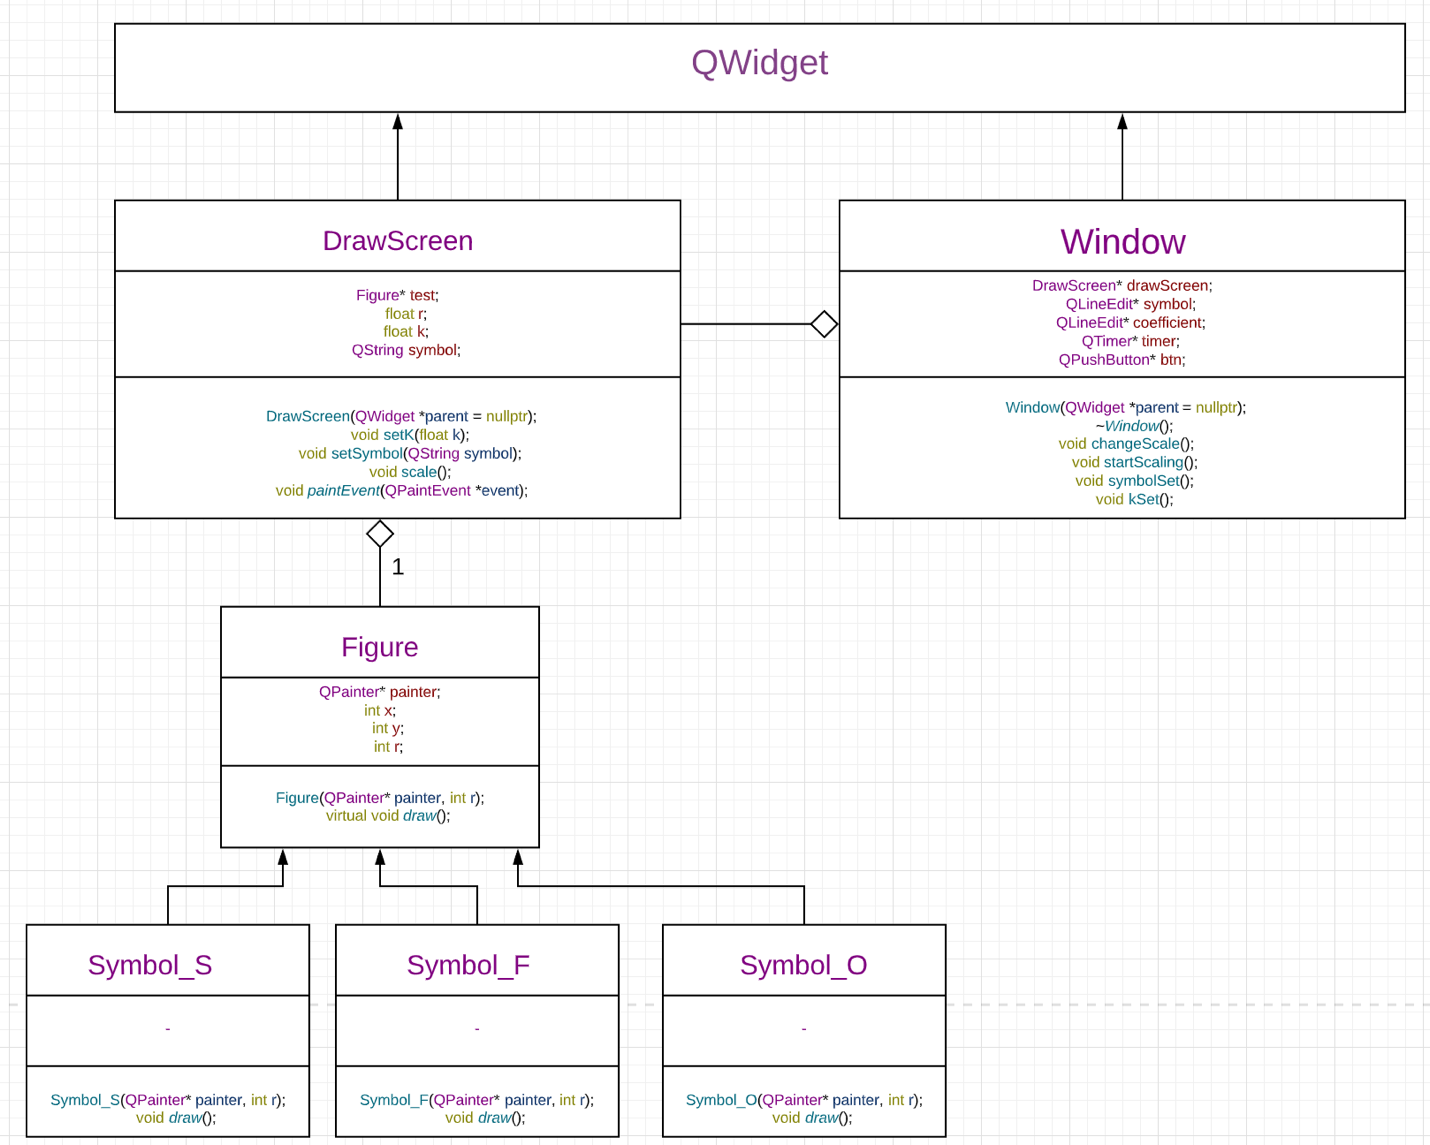 QWidget
DrawScreen
Figure* test;
float r;
float k;
QString symbol;
DrawScreen(QWidget *parent = nullptr);
void setK(float k);
void setSymbol(QString symbol);
void scale();
void paintEvent(QPaintEvent *event);
Window
DrawScreen* drawScreen;
QLineEdit* symbol;
QLineEdit* coefficient;
QTimer* timer;
QPushButton* btn;
Window(QWidget *parent = nullptr);
~Window();
void changeScale();
void startScaling();
void symbolSet();
void kSet();
1
Figure
QPainter* painter;
int x;
int y;
int r;
Figure(QPainter* painter, int r);
virtual void draw();
Symbol_S
-
Symbol_S(QPainter* painter, int r);
void draw();
Symbol_F
-
Symbol_F(QPainter* painter, int r);
void draw();
Symbol_O
-
Symbol_O(QPainter* painter, int r);
void draw();